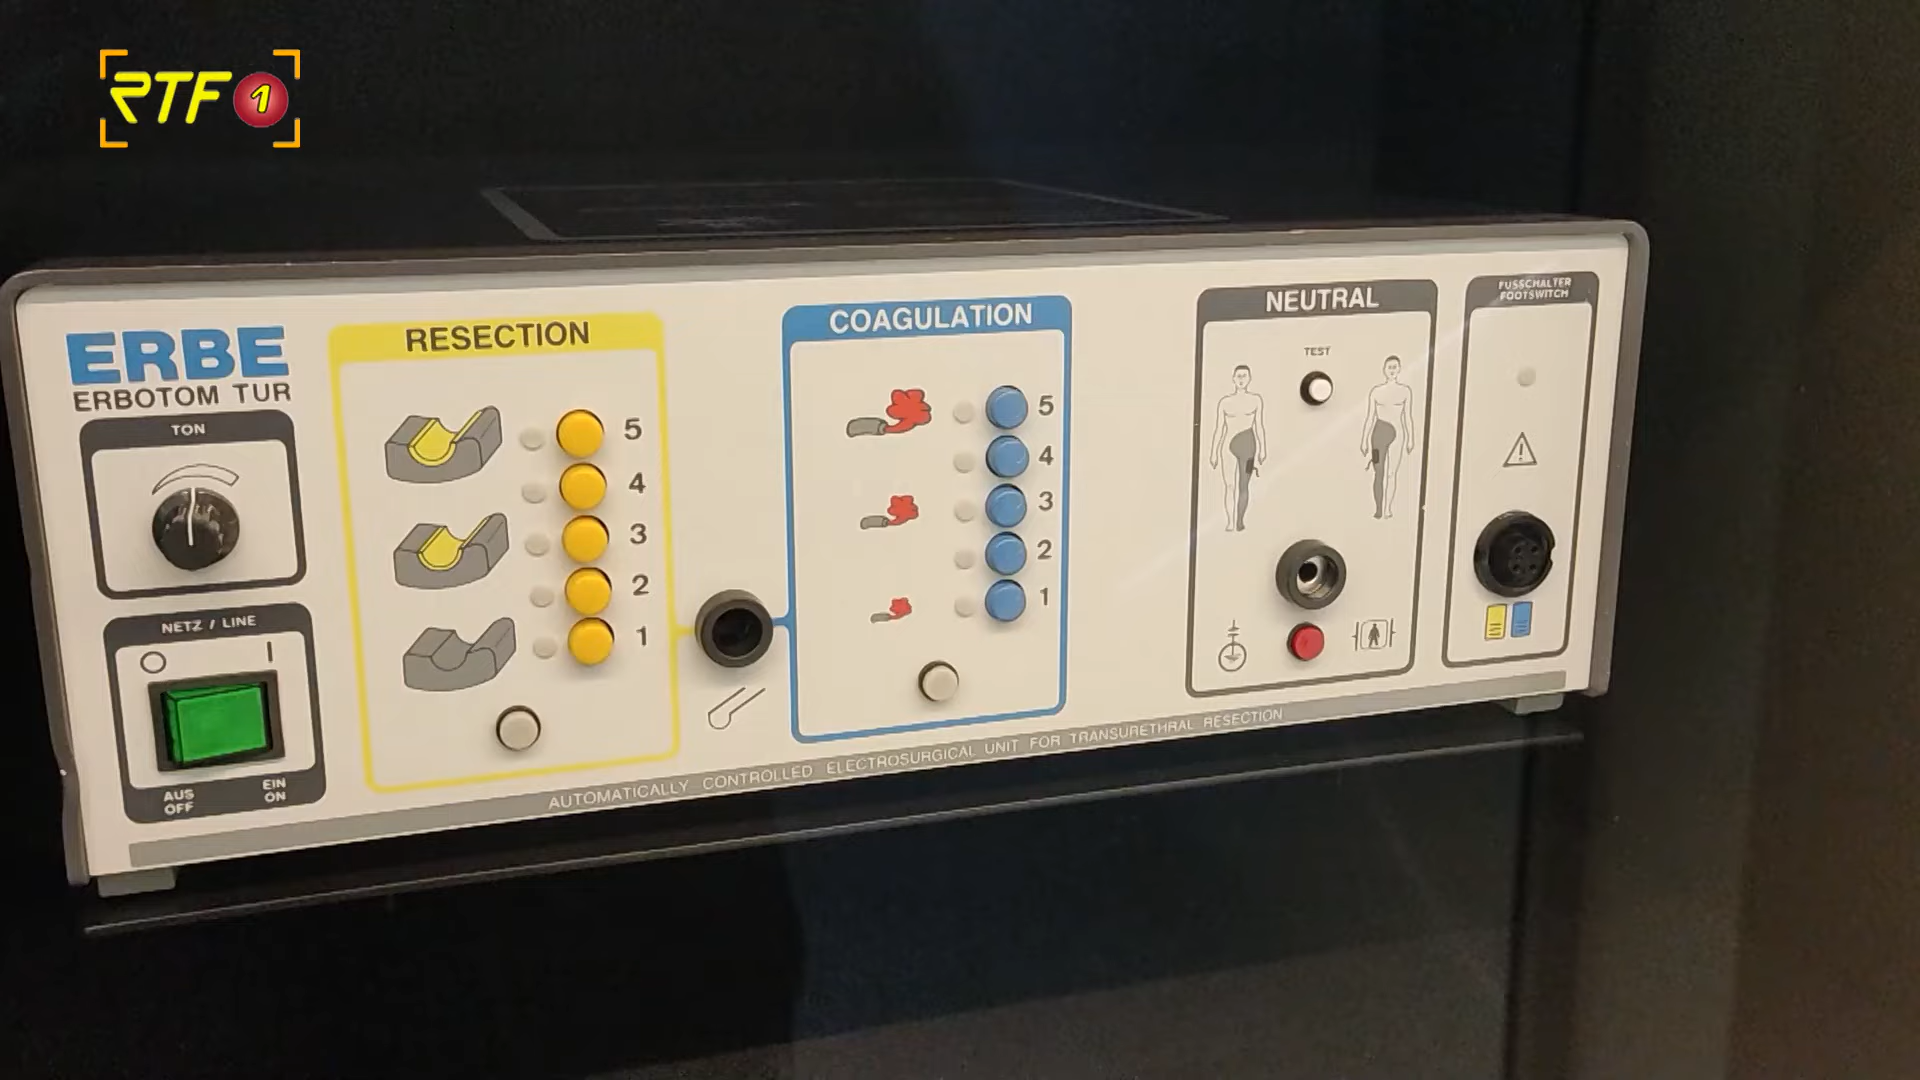 RTF 1
ERBE
ERBOTOM TUR
TON
NETZ / LINE
AUS
OFF
EIN
ON
RESECTION
5
4
3
2
1
COAGULATION
5
4
3
2
1
NEUTRAL
TEST
FUSSCHALTER
FOOTSWITCH
AUTOMATICALLY CONTROLLED ELECTROSURGICAL UNIT FOR TRANSURETHRAL RESECTION